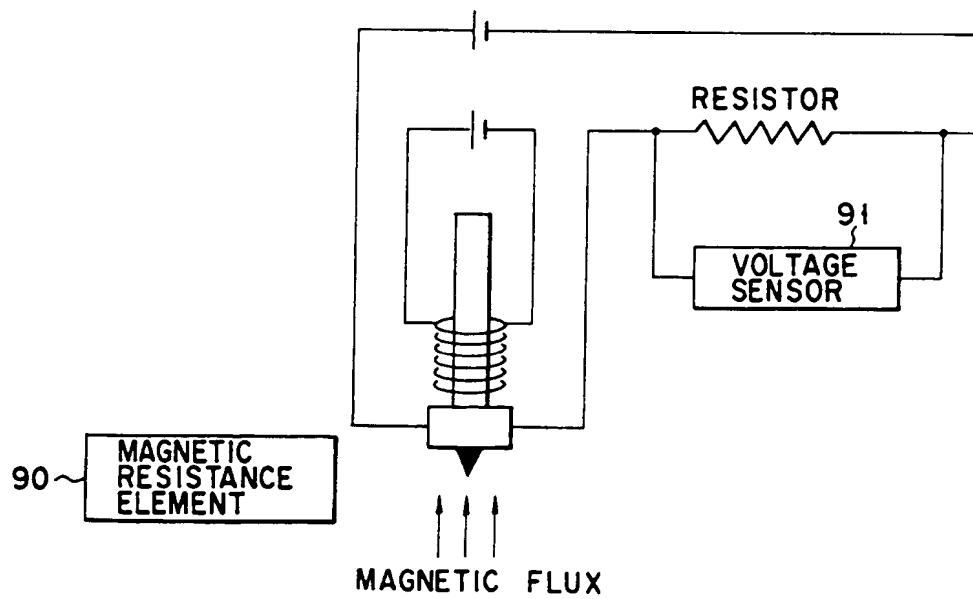 RESISTOR
91
VOLTAGE
SENSOR
90
MAGNETIC
RESISTANCE
ELEMENT
MAGNETIC FLUX